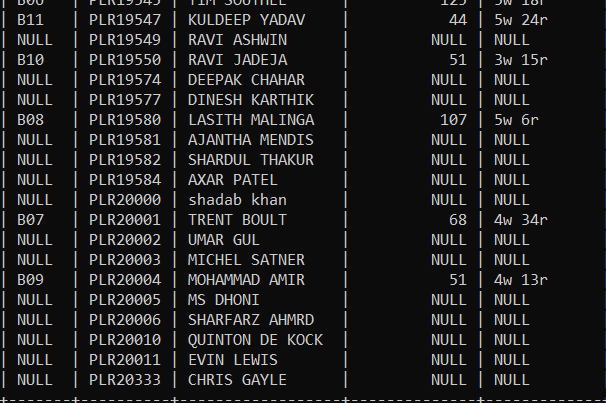 | B06 | PLR19545 | TIM SOUTHEE | 125 | 5w 18r
| B11 | PLR19547 | KULDEEP YADAV | 44 | 5w 24r
| NULL | PLR19549 | RAVI ASHWIN | NULL | NULL
| B10 | PLR19550 | RAVI JADEJA | 51 | 3w 15r
| NULL | PLR19574 | DEEPAK CHAHAR | NULL | NULL
| NULL | PLR19577 | DINESH KARTHIK | NULL | NULL
| B08 | PLR19580 | LASITH MALINGA | 107 | 5w 6r
| NULL | PLR19581 | AJANTHA MENDIS | NULL | NULL
| NULL | PLR19582 | SHARDUL THAKUR | NULL | NULL
| NULL | PLR19584 | AXAR PATEL | NULL | NULL
| NULL | PLR20000 | shadab khan | NULL | NULL
| B07 | PLR20001 | TRENT BOULT | 68 | 4w 34r
| NULL | PLR20002 | UMAR GUL | NULL | NULL
| NULL | PLR20003 | MICHEL SATNER | NULL | NULL
| B09 | PLR20004 | MOHAMMAD AMIR | 51 | 4w 13r
| NULL | PLR20005 | MS DHONI | NULL | NULL
| NULL | PLR20006 | SHARFARZ AHMRD | NULL | NULL
| NULL | PLR20010 | QUINTON DE KOCK | NULL | NULL
| NULL | PLR20011 | EVIN LEWIS | NULL | NULL
| NULL | PLR20333 | CHRIS GAYLE | NULL | NULL